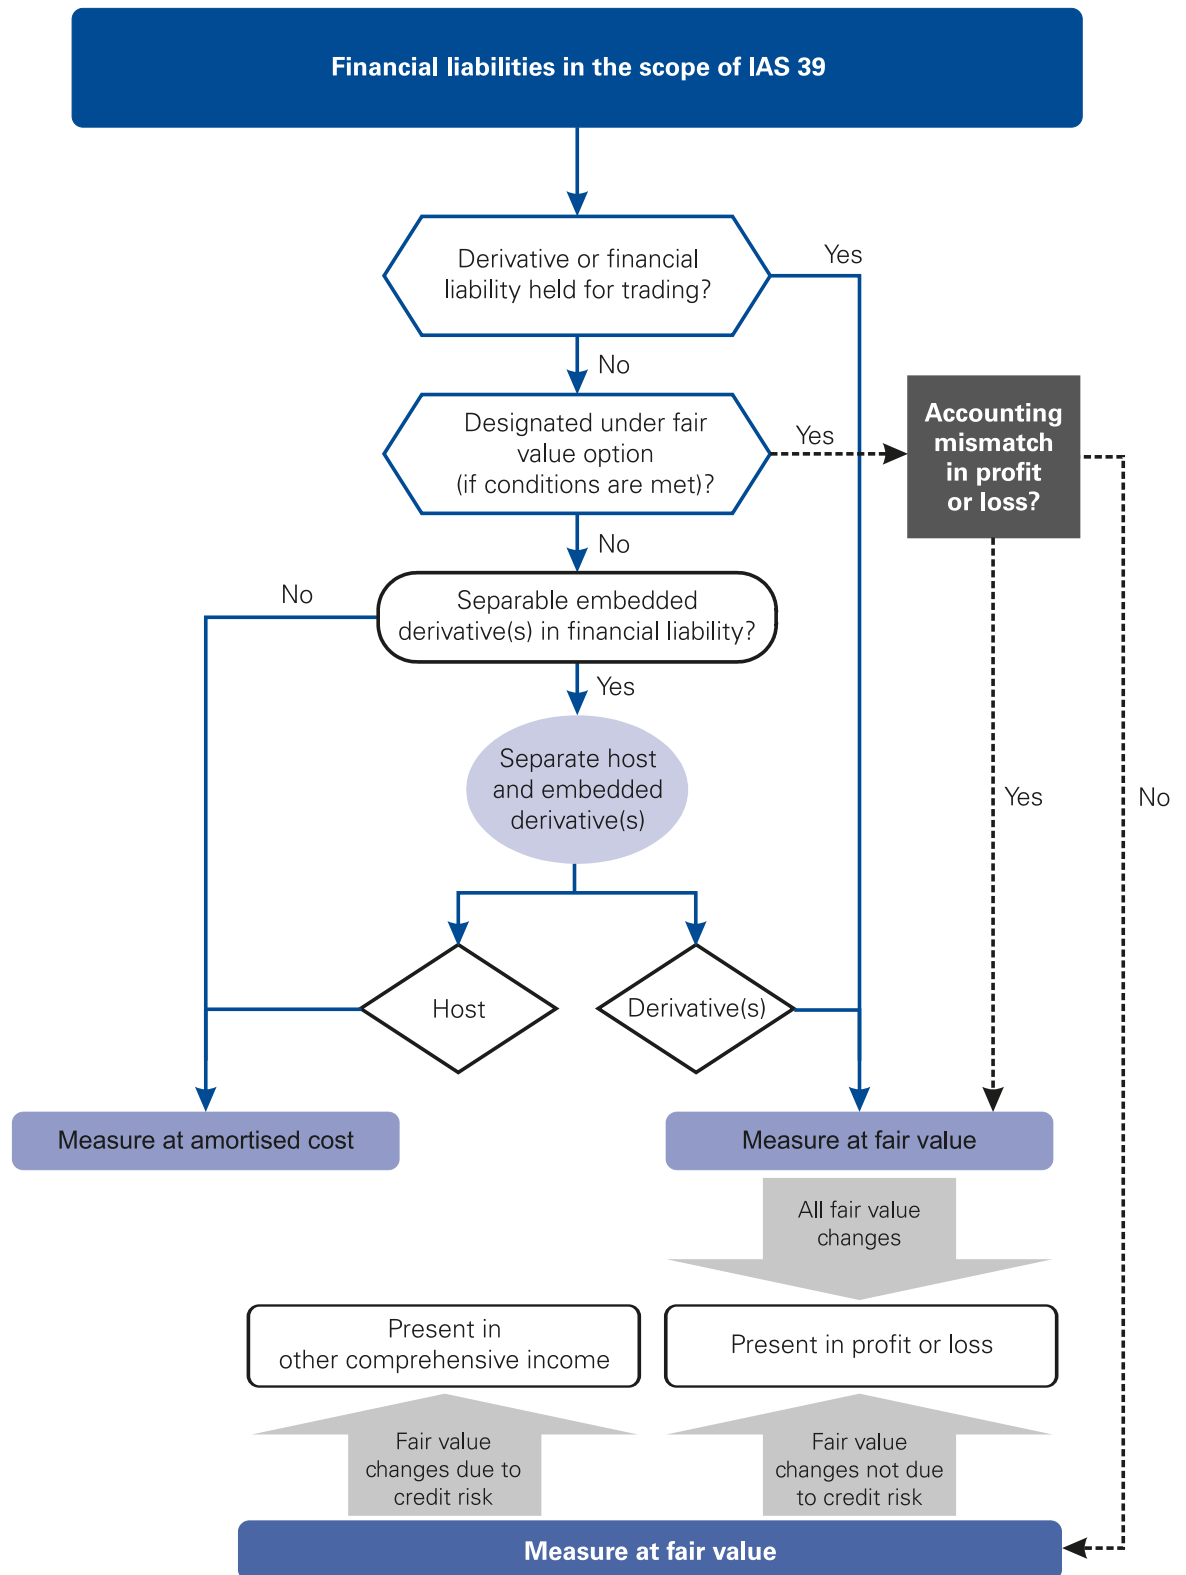 Financial liabilities in the scope of IAS 39
Derivative or financial
liability held for trading?
Yes
No
Designated under fair
value option
(if conditions are met)?
Yes
Accounting
mismatch
in profit
or loss?
No
No
Separable embedded
derivative(s) in financial liability?
Yes
Separate host
and embedded
derivative(s)
Yes
No
Host
Derivative(s)
Measure at amortised cost
Measure at fair value
All fair value
changes
Present in
other comprehensive income
Present in profit or loss
Fair value
changes due to
credit risk
Fair value
changes not due
to credit risk
Measure at fair value